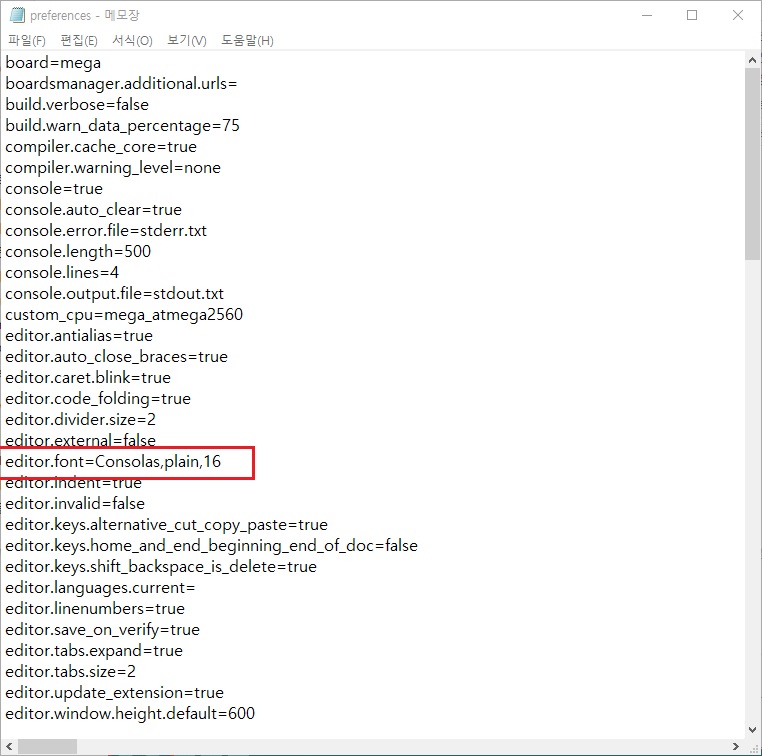 preferences - 메모장
파일(F) 편집(E) 서식(O) 보기(V) 도움말(H)
board=mega
boardsmanager.additional.urls=
build.verbose=false
build.warn_data_percentage=75
compiler.cache_core=true
compiler.warning_level=none
console=true
console.auto_clear=true
console.error.file=stderr.txt
console.length=500
console.lines=4
console.output.file=stdout.txt
custom_cpu=mega_atmega2560
editor.antialias=true
editor.auto_close_braces=true
editor.caret.blink=true
editor.code_folding=true
editor.divider.size=2
editor.external=false
editor.font=Consolas,plain,16
editor.indent=true
editor.invalid=false
editor.keys.alternative_cut_copy_paste=true
editor.keys.home_and_end_beginning_end_of_doc=false
editor.keys.shift_backspace_is_delete=true
editor.languages.current=
editor.linenumbers=true
editor.save_on_verify=true
editor.tabs.expand=true
editor.tabs.size=2
editor.update_extension=true
editor.window.height.default=600